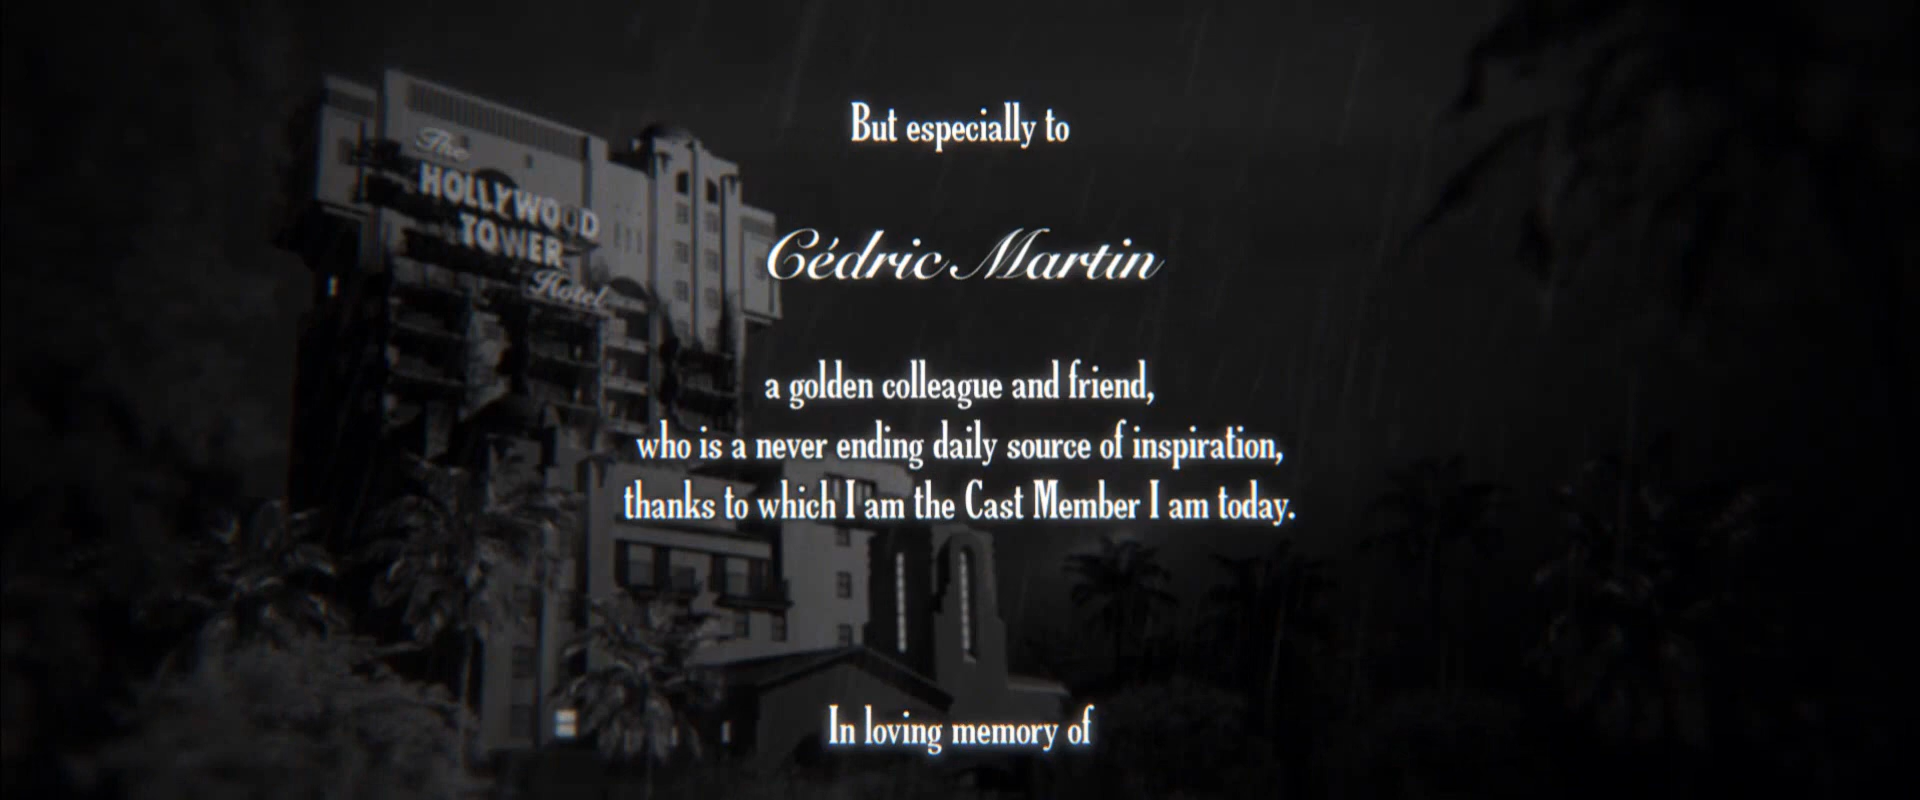 The
HOLLYWOOD
TOWER
Hotel
But especially to
Cédric Martin
a golden colleague and friend,
who is a never ending daily source of inspiration,
thanks to which I am the Cast Member I am today.
In loving memory of